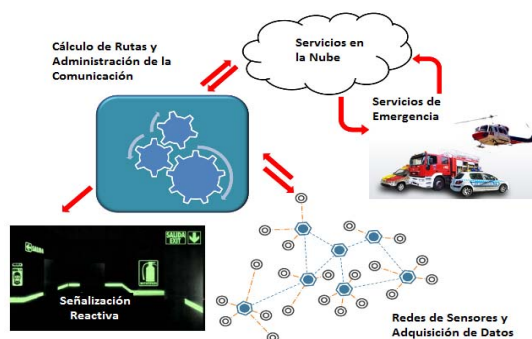 Cálculo de Rutas y
Administración de la
Comunicación
Servicios en
la Nube
Servicios de
Emergencia
SALIDA
EXIT
SALIDA
Señalización
Reactiva
Redes de Sensores y
Adquisición de Datos